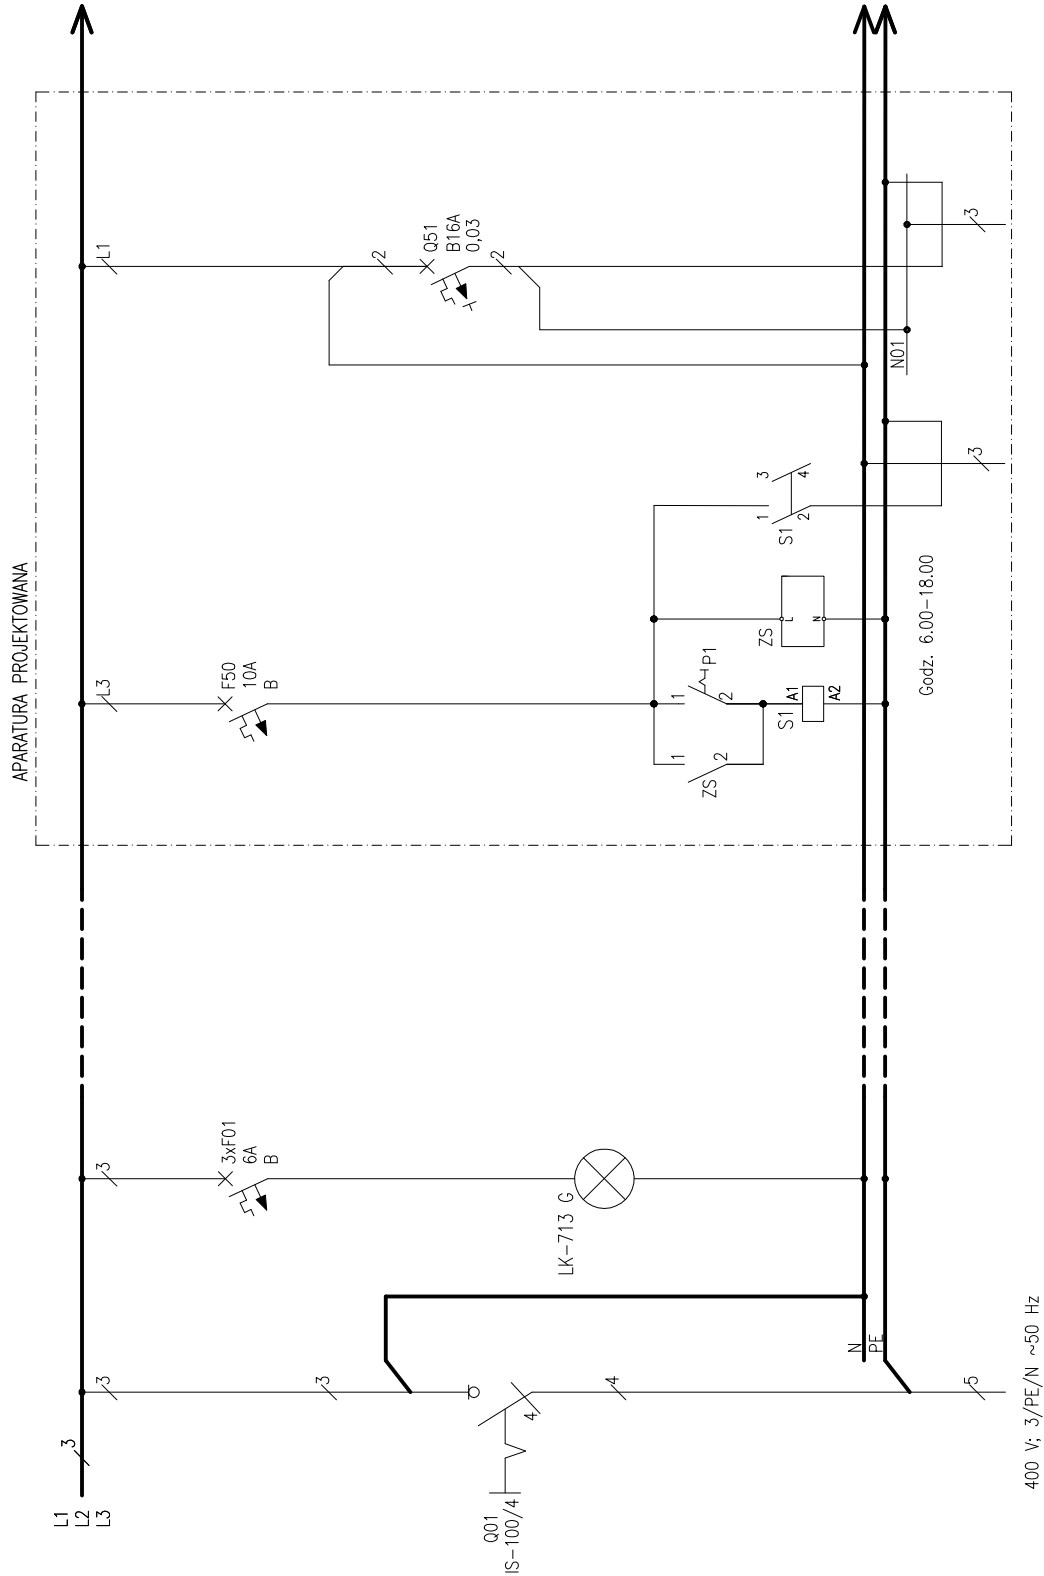 APARATURA PROJEKTOWANA
L1
L2
L3
3
3
3
Q01
IS-100/4
4
4
5
400 V; 3/PE/N ~50 Hz
N
PE
3
3xF01
6A
B
LK-713 G
L3
F50
10A
B
ZS
1
2
1
2
P1
S1
A1
A2
ZS
L
N
S1
1
2
3
4
Godz. 6.00-18.00
3
L1
2
Q51
B16A
0,03
2
N01
3